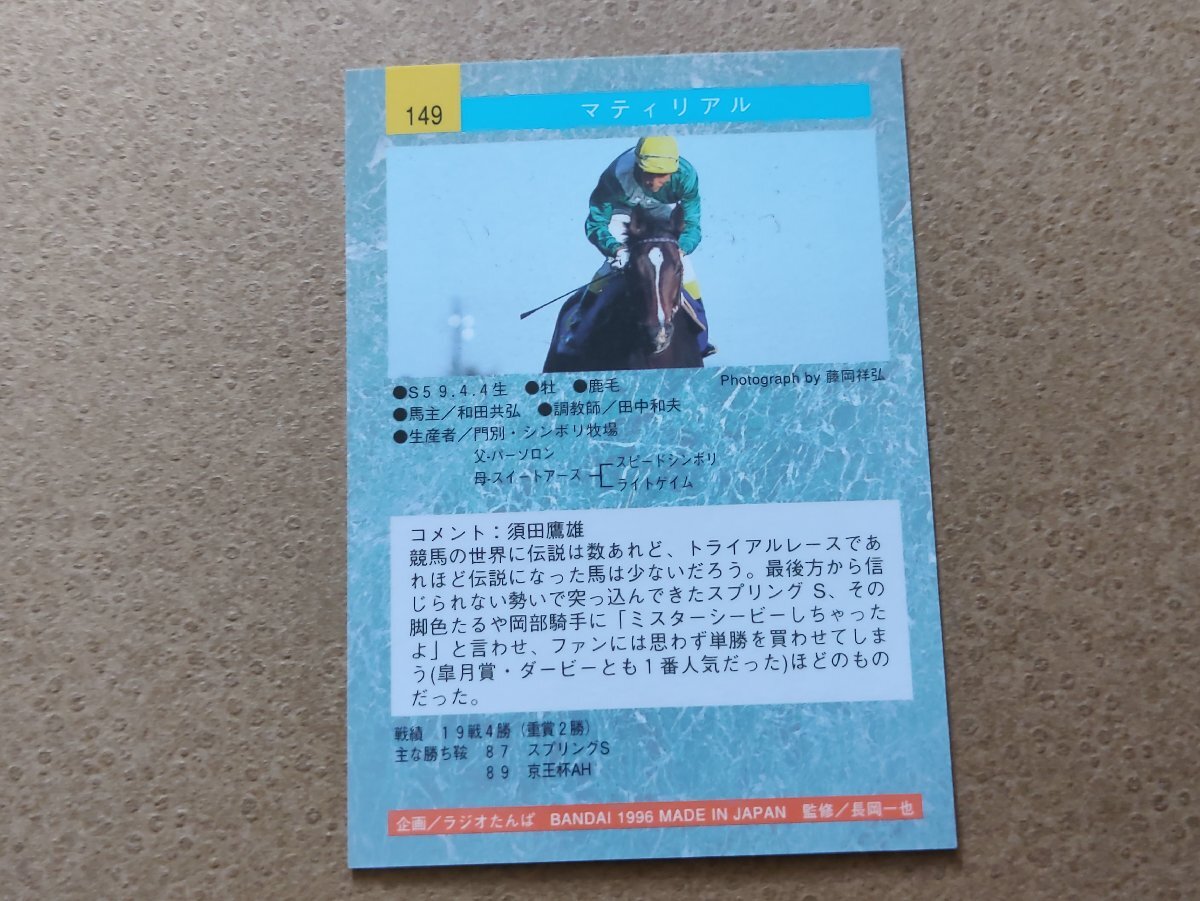 149
マティリアル
Photograph by 藤岡祥弘
●S59.4.4生 ●牡 ●鹿毛
●馬主／和田共弘 ●調教師／田中和夫
●生産者／門別・シンボリ牧場
父-パーソロン
母-スイートアース
スピードシンボリ
ライトケイム
コメント：須田鷹雄
競馬の世界に伝説は数あれど、トライアルレースであ
れほど伝説になった馬は少ないだろう。最後方から信
じられない勢いで突っ込んできたスプリングS、その
脚色たるや岡部騎手に「ミスターシービーしちゃった
よ」と言わせ、ファンには思わず単勝を買わせてしま
う(皐月賞・ダービーとも1番人気だった)ほどのもの
だった。
戦績 19戦4勝（重賞2勝）
主な勝ち鞍 87 スプリングS
89 京王杯AH
企画／ラジオたんぱ BANDAI 1996 MADE IN JAPAN 監修／長岡一也